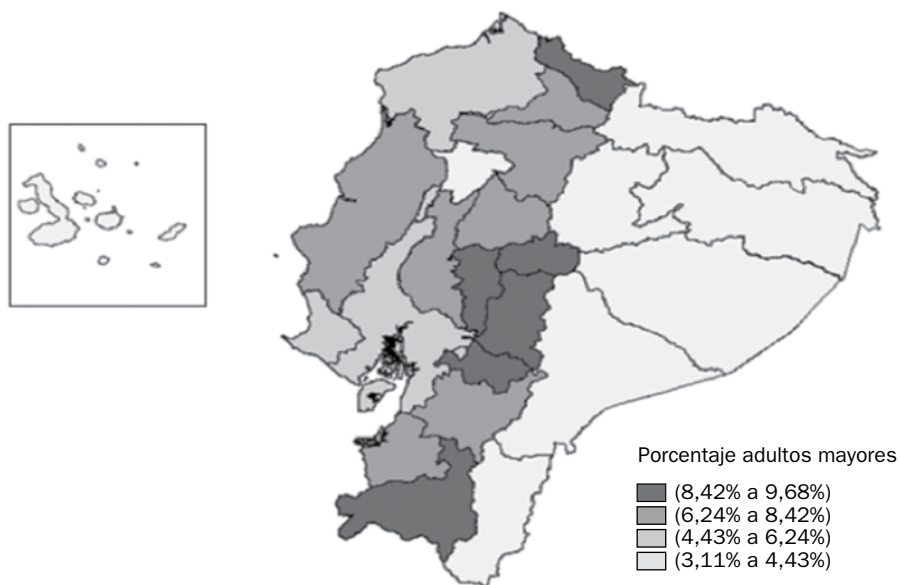 Porcentaje adultos mayores
(8,42% a 9,68%)
(6,24% a 8,42%)
(4,43% a 6,24%)
(3,11% a 4,43%)